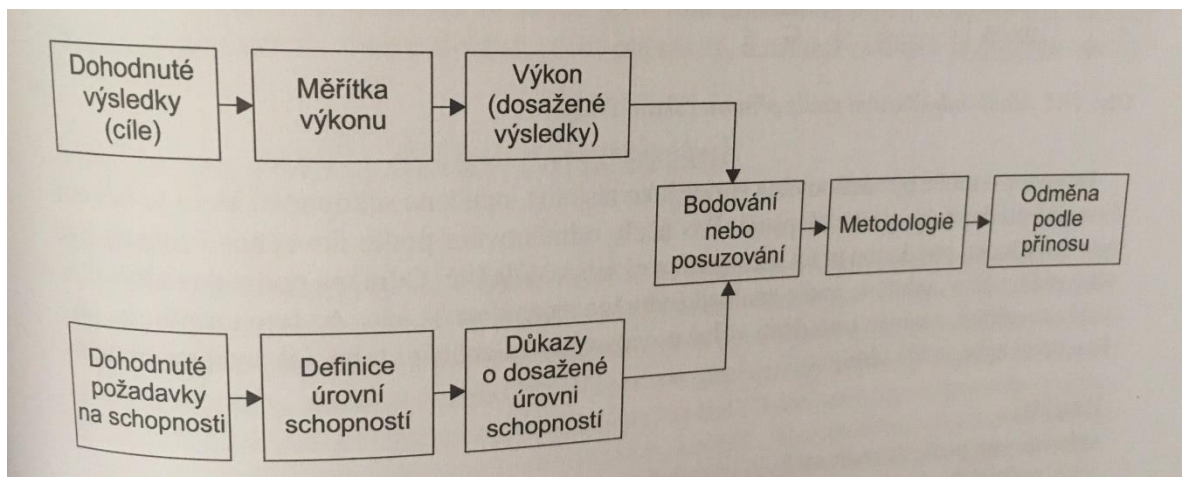 Dohodnuté
výsledky
(cíle)
Měřítka
výkonu
Výkon
(dosažené
výsledky)
Bodování
nebo
posuzování
Metodologie
Odměna
podle
přínosu
Dohodnuté
požadavky
na schopnosti
Definice
úrovní
schopností
Důkazy
o dosažené
úrovni
schopností